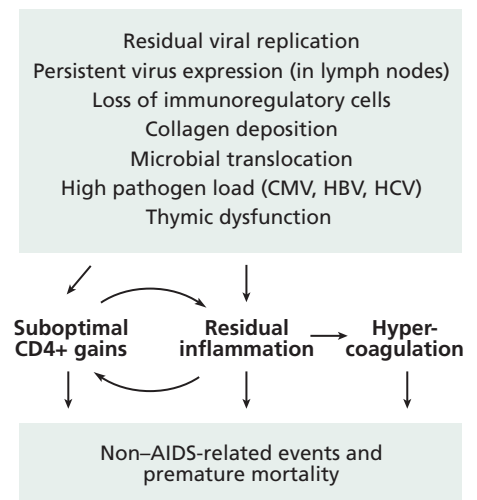 Residual viral replication
Persistent virus expression (in lymph nodes)
Loss of immunoregulatory cells
Collagen deposition
Microbial translocation
High pathogen load (CMV, HBV, HCV)
Thymic dysfunction
Suboptimal
CD4+ gains
Residual
inflammation
Hyper-
coagulation
Non–AIDS-related events and
premature mortality